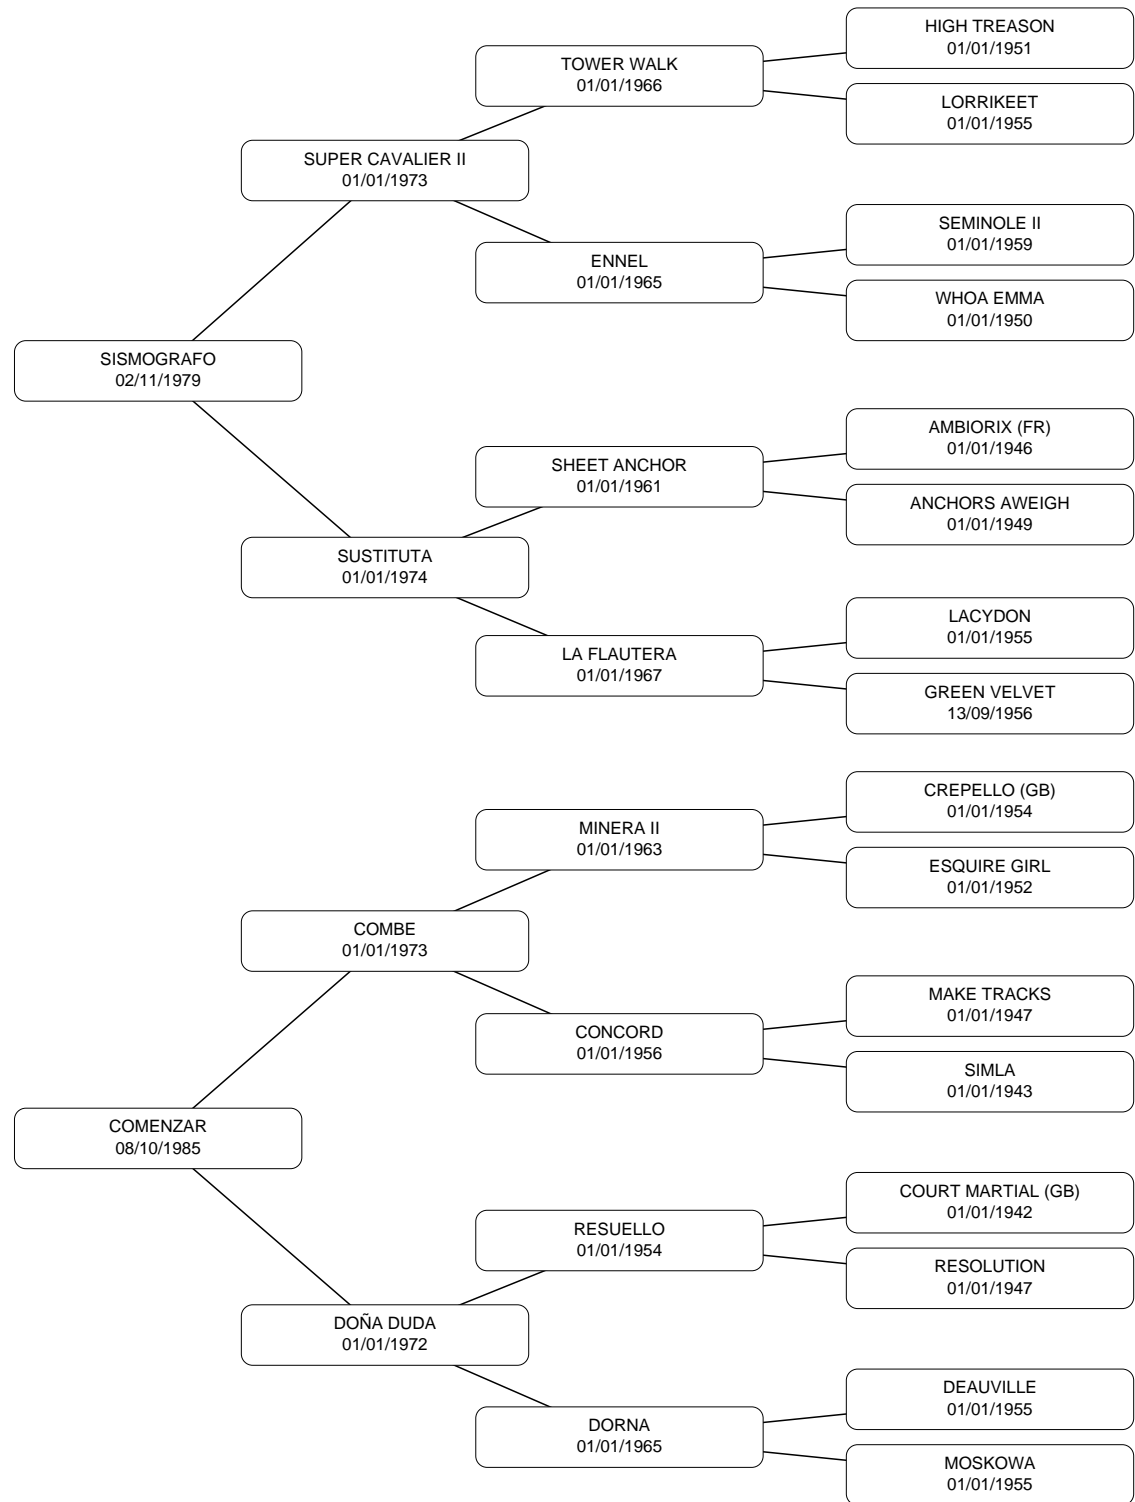 HIGH TREASON
01/01/1951
TOWER WALK
01/01/1966
LORRIKEET
01/01/1955
SUPER CAVALIER II
01/01/1973
SEMINOLE II
01/01/1959
ENNEL
01/01/1965
WHOA EMMA
01/01/1950
SISMOGRAFO
02/11/1979
AMBIORIX (FR)
01/01/1946
SHEET ANCHOR
01/01/1961
ANCHORS AWEIGH
01/01/1949
SUSTITUTA
01/01/1974
LACYDON
01/01/1955
LA FLAUTERA
01/01/1967
GREEN VELVET
13/09/1956
CREPELLO (GB)
01/01/1954
MINERA II
01/01/1963
ESQUIRE GIRL
01/01/1952
COMBE
01/01/1973
MAKE TRACKS
01/01/1947
CONCORD
01/01/1956
SIMLA
01/01/1943
COMENZAR
08/10/1985
COURT MARTIAL (GB)
01/01/1942
RESUELLO
01/01/1954
RESOLUTION
01/01/1947
DOÑA DUDA
01/01/1972
DEAUVILLE
01/01/1955
DORNA
01/01/1965
MOSKOWA
01/01/1955